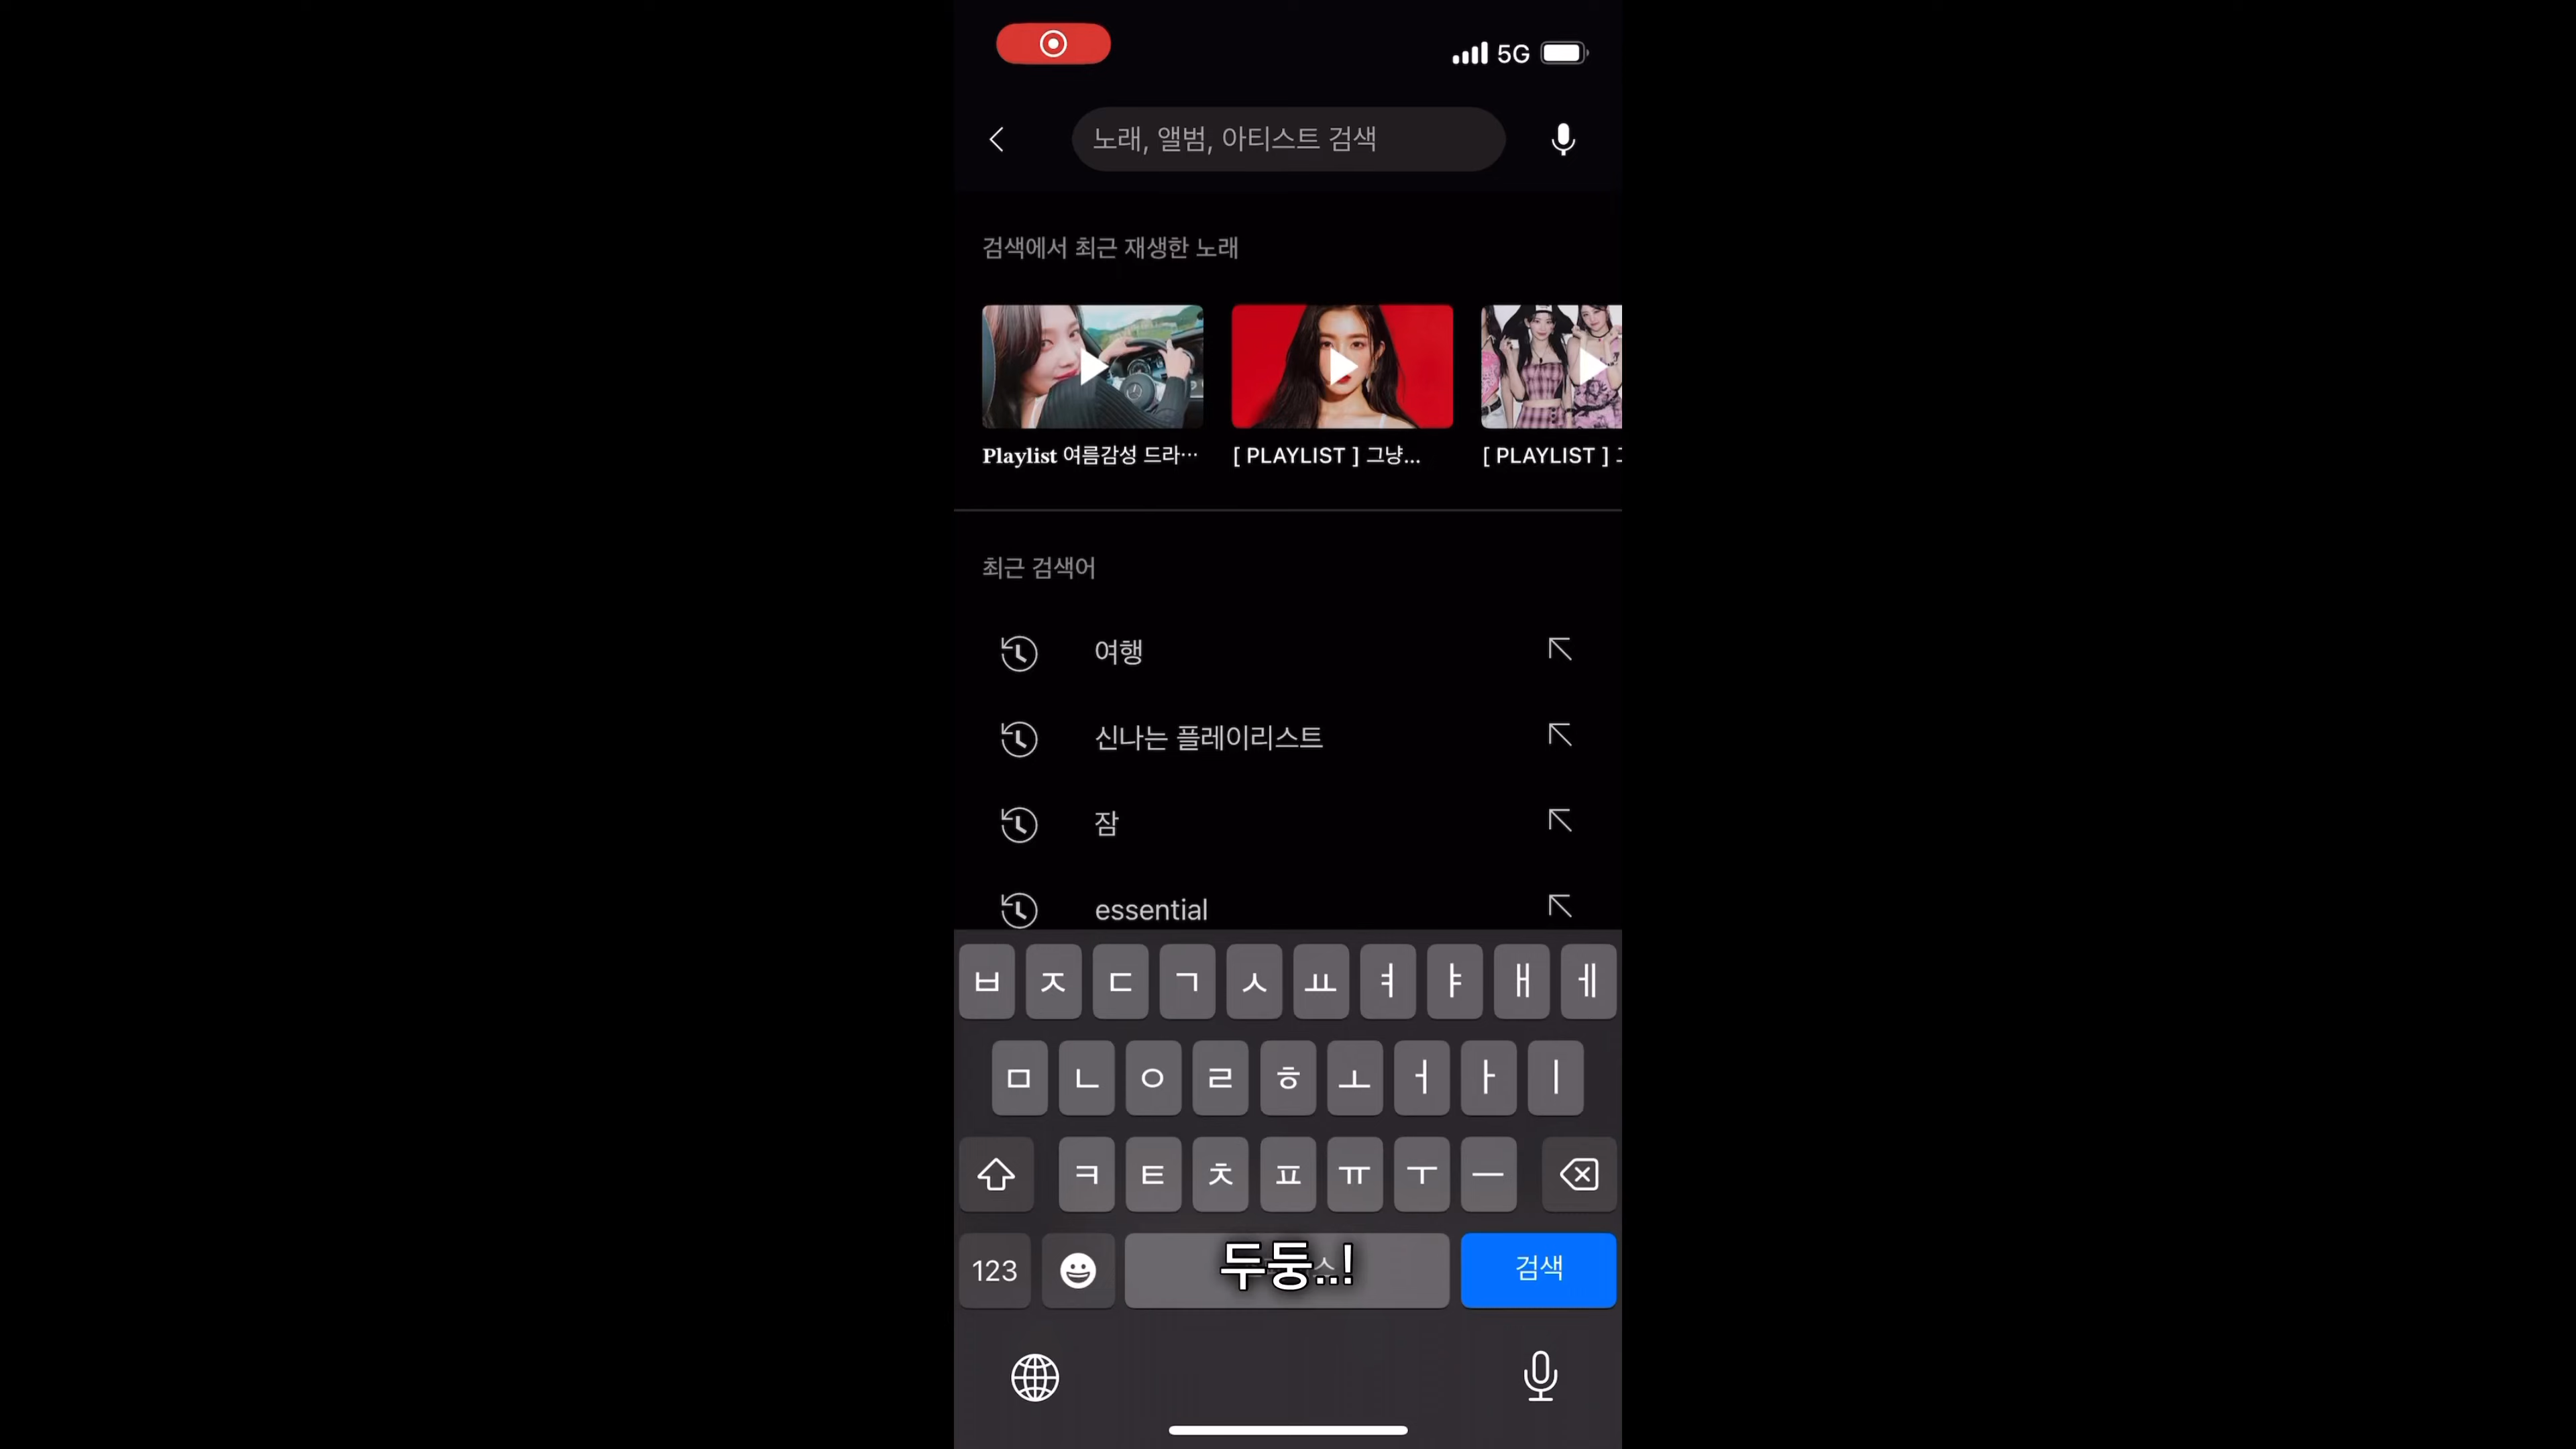 5G
노래, 앨범, 아티스트 검색
검색에서 최근 재생한 노래
Playlist 여름감성 드라…
[ PLAYLIST ] 그냥...
[ PLAYLIST ]
최근 검색어
여행
신나는 플레이리스트
잠
essential
ㅂ ㅈ ㄷ ㄱ ㅅ ㅛ ㅕ ㅑ ㅐ ㅔ
ㅁ ㄴ ㅇ ㄹ ㅎ ㅗ ㅓ ㅏ ㅣ
ㅋ ㅌ ㅊ ㅍ ㅠ ㅜ ㅡ
123 두둥..! 검색